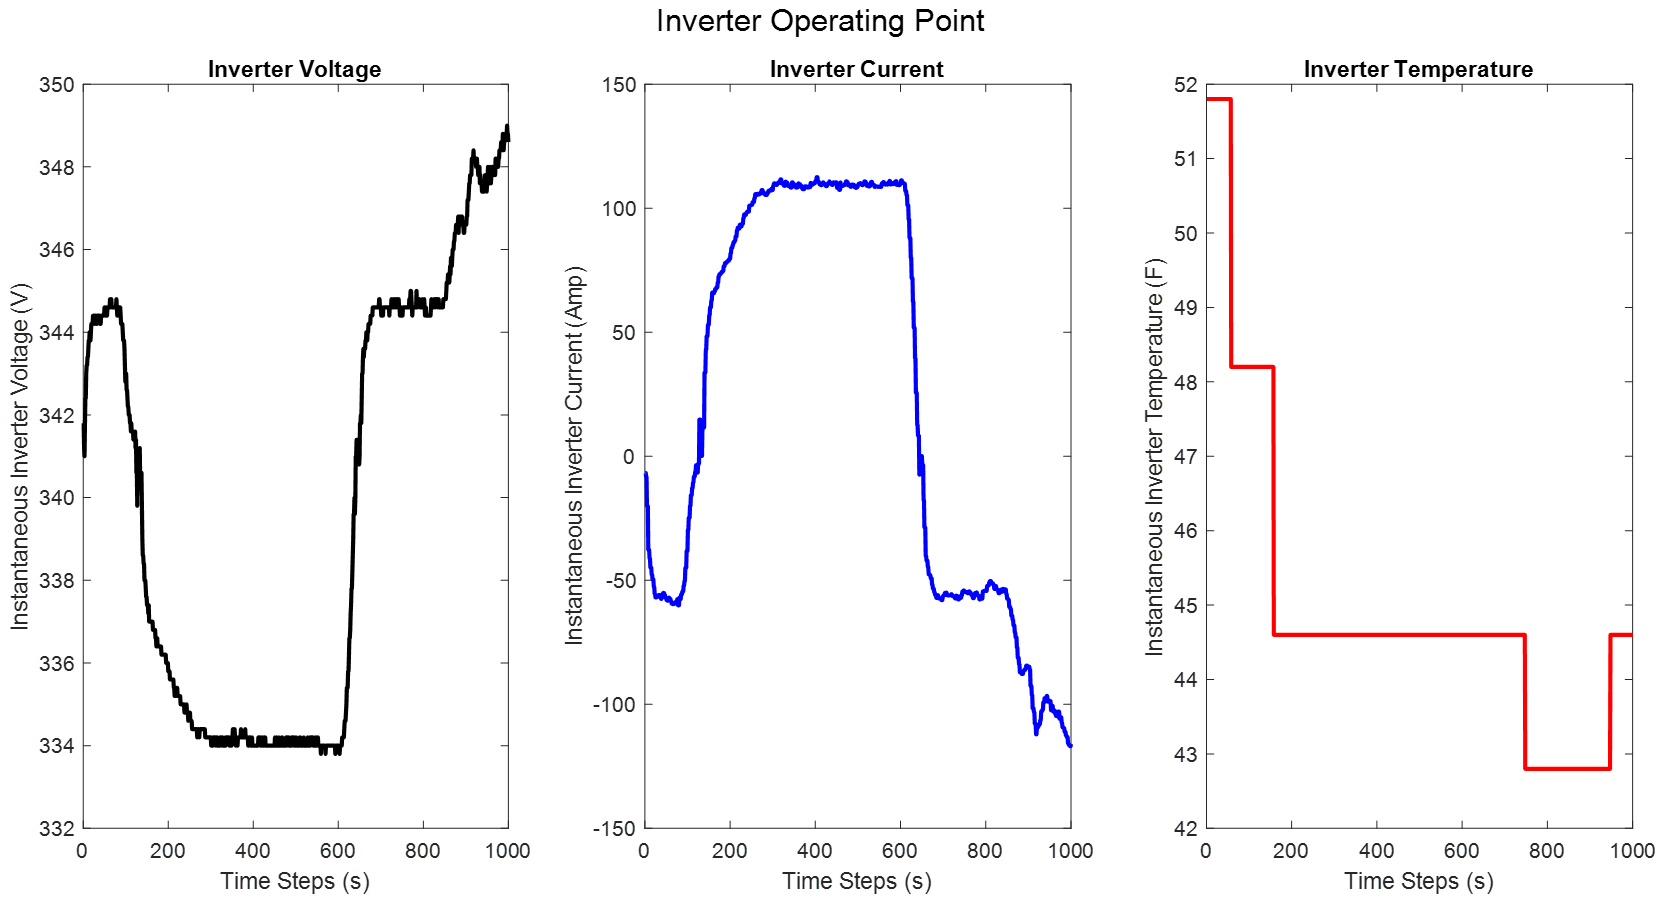 Inverter Operating Point
Inverter Voltage
Instantaneous Inverter Voltage (V)
350
348
346
344
342
340
338
336
334
332
0 200 400 600 800 1000
Time Steps (s)
Inverter Current
Instantaneous Inverter Current (Amp)
150
100
50
0
-50
-100
-150
0 200 400 600 800 1000
Time Steps (s)
Inverter Temperature
Instantaneous Inverter Temperature (F)
52
51
50
49
48
47
46
45
44
43
42
0 200 400 600 800 1000
Time Steps (s)